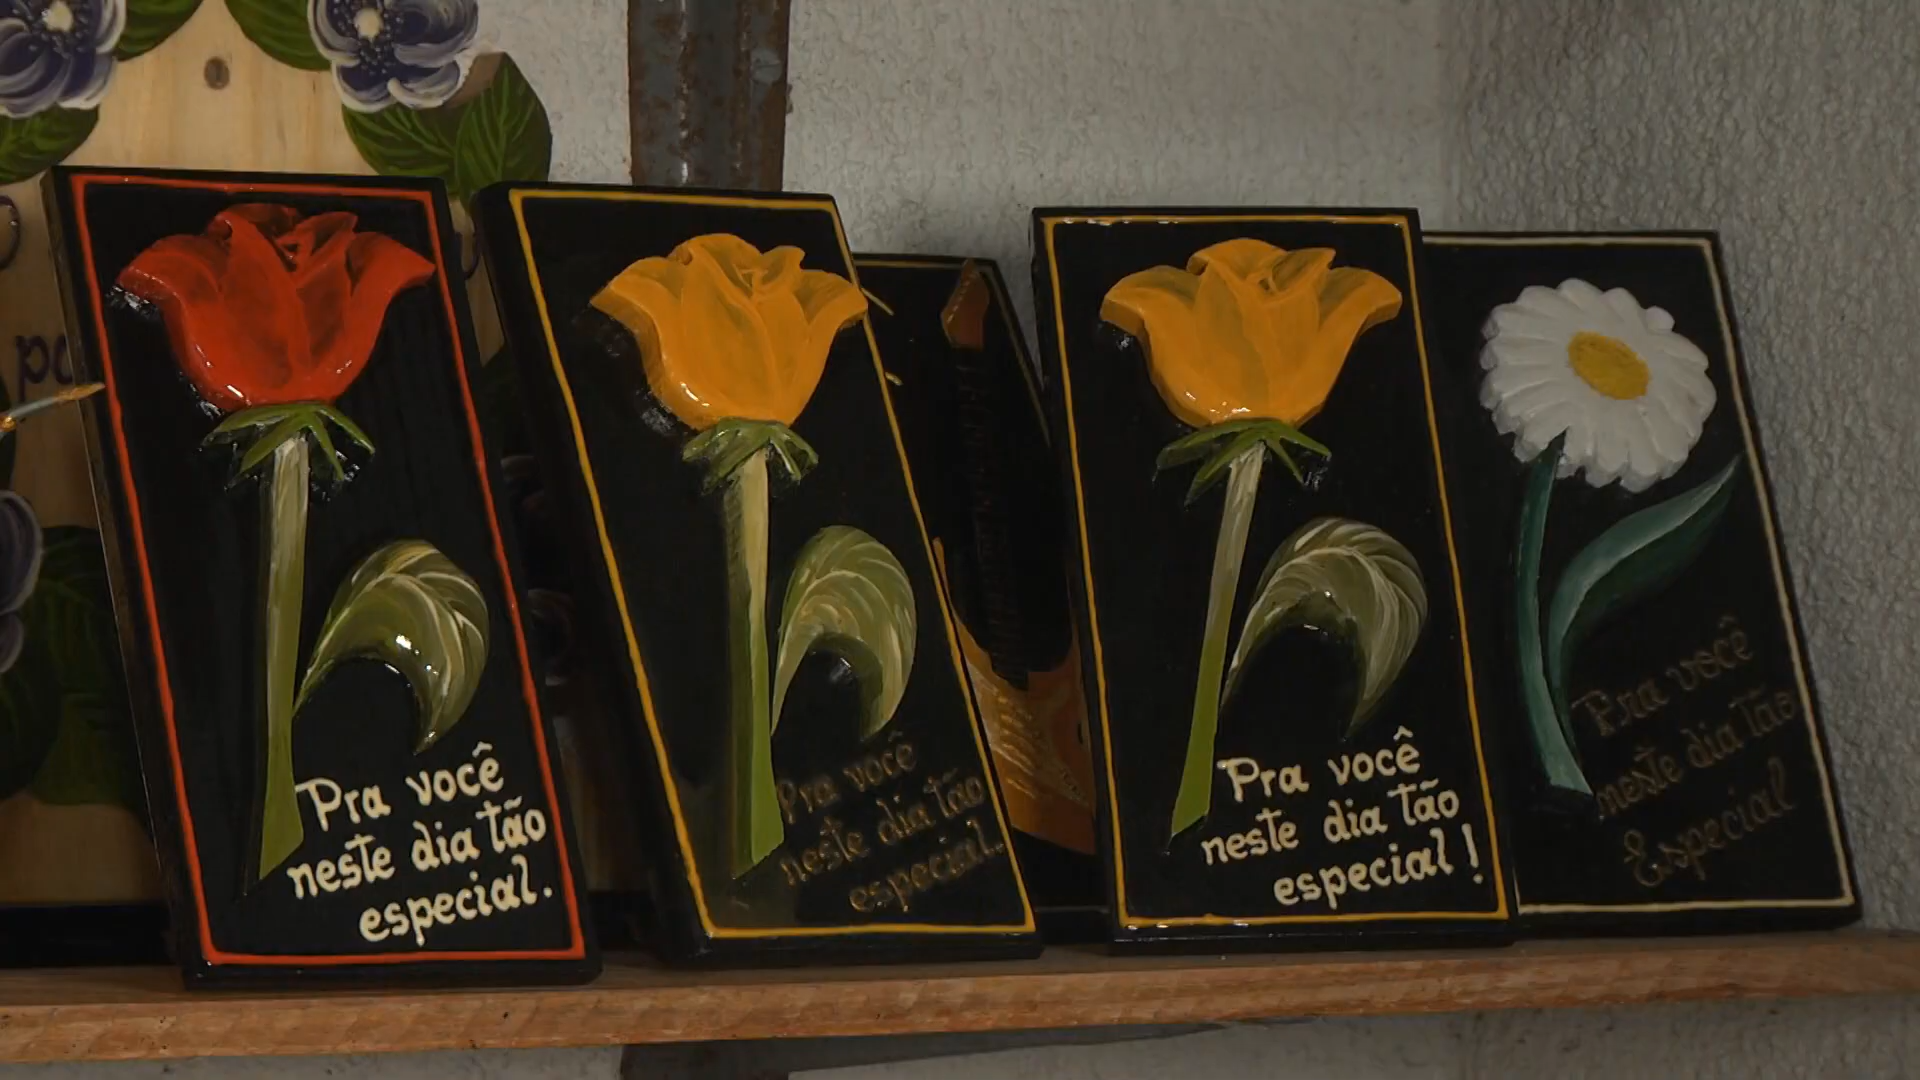 Pra você
neste dia tão
especial.
Pra você
neste dia tão
especial.
Pra você
neste dia tão
especial!
Pra você
neste dia tão
Especial